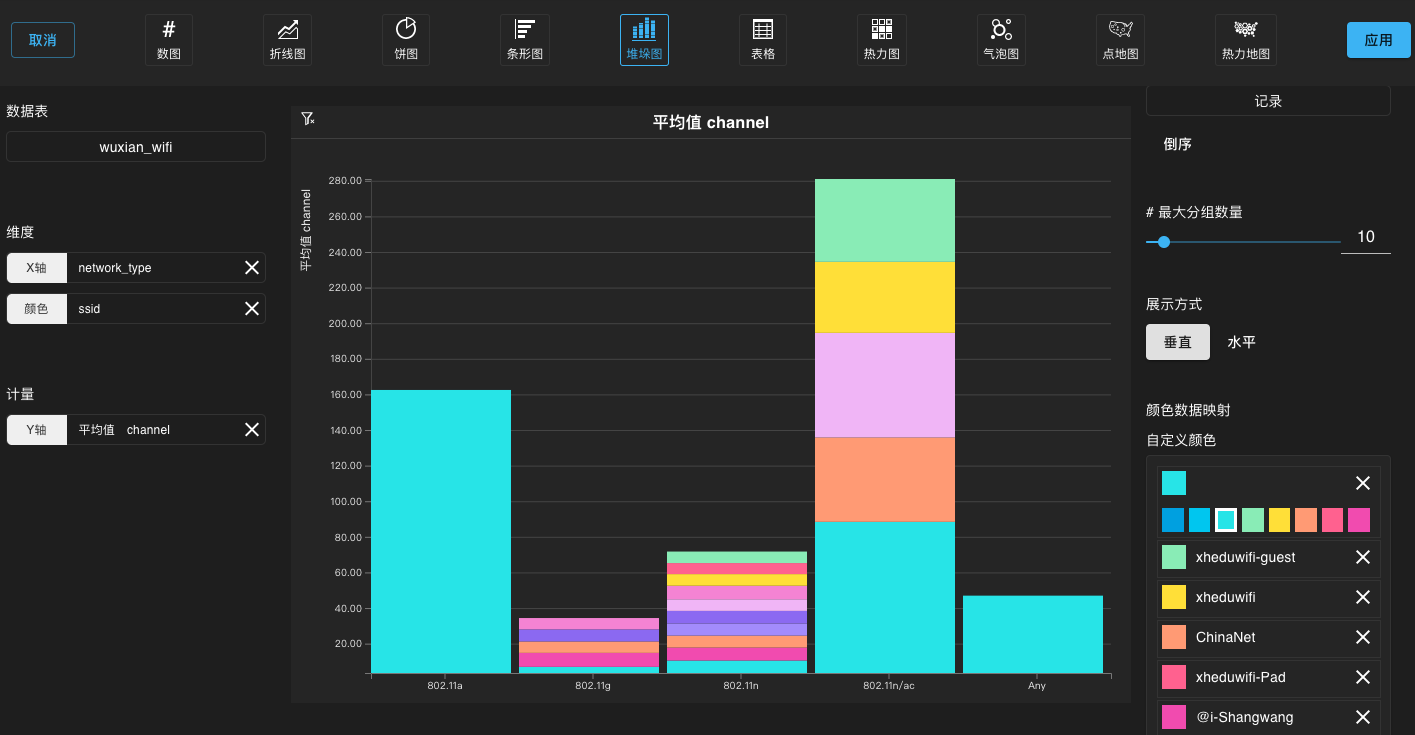 取消
#
数图
折线图
饼图
条形图
堆垛图
表格
热力图
气泡图
点地图
热力地图
应用
数据表
wuxian_wifi
维度
X轴 network_type
颜色 ssid
计量
Y轴 平均值 channel
平均值 channel
平均值 channel
280.00
260.00
240.00
220.00
200.00
180.00
160.00
140.00
120.00
100.00
80.00
60.00
40.00
20.00
802.11a
802.11g
802.11n
802.11n/ac
Any
记录
倒序
# 最大分组数量
10
展示方式
垂直
水平
颜色数据映射
自定义颜色
xheduwifi-guest
xheduwifi
ChinaNet
xheduwifi-Pad
@i-Shangwang